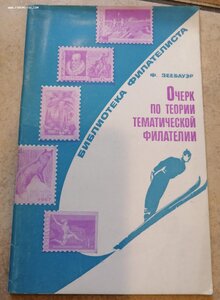 БИБЛИОТЕКА ФИЛАТЕЛИСТА
Ф. ЗЕЕБАУЭР
ОЧЕРК
ПО ТЕОРИИ
ТЕМАТИЧЕСКОЙ
ФИЛАТЕЛИИ